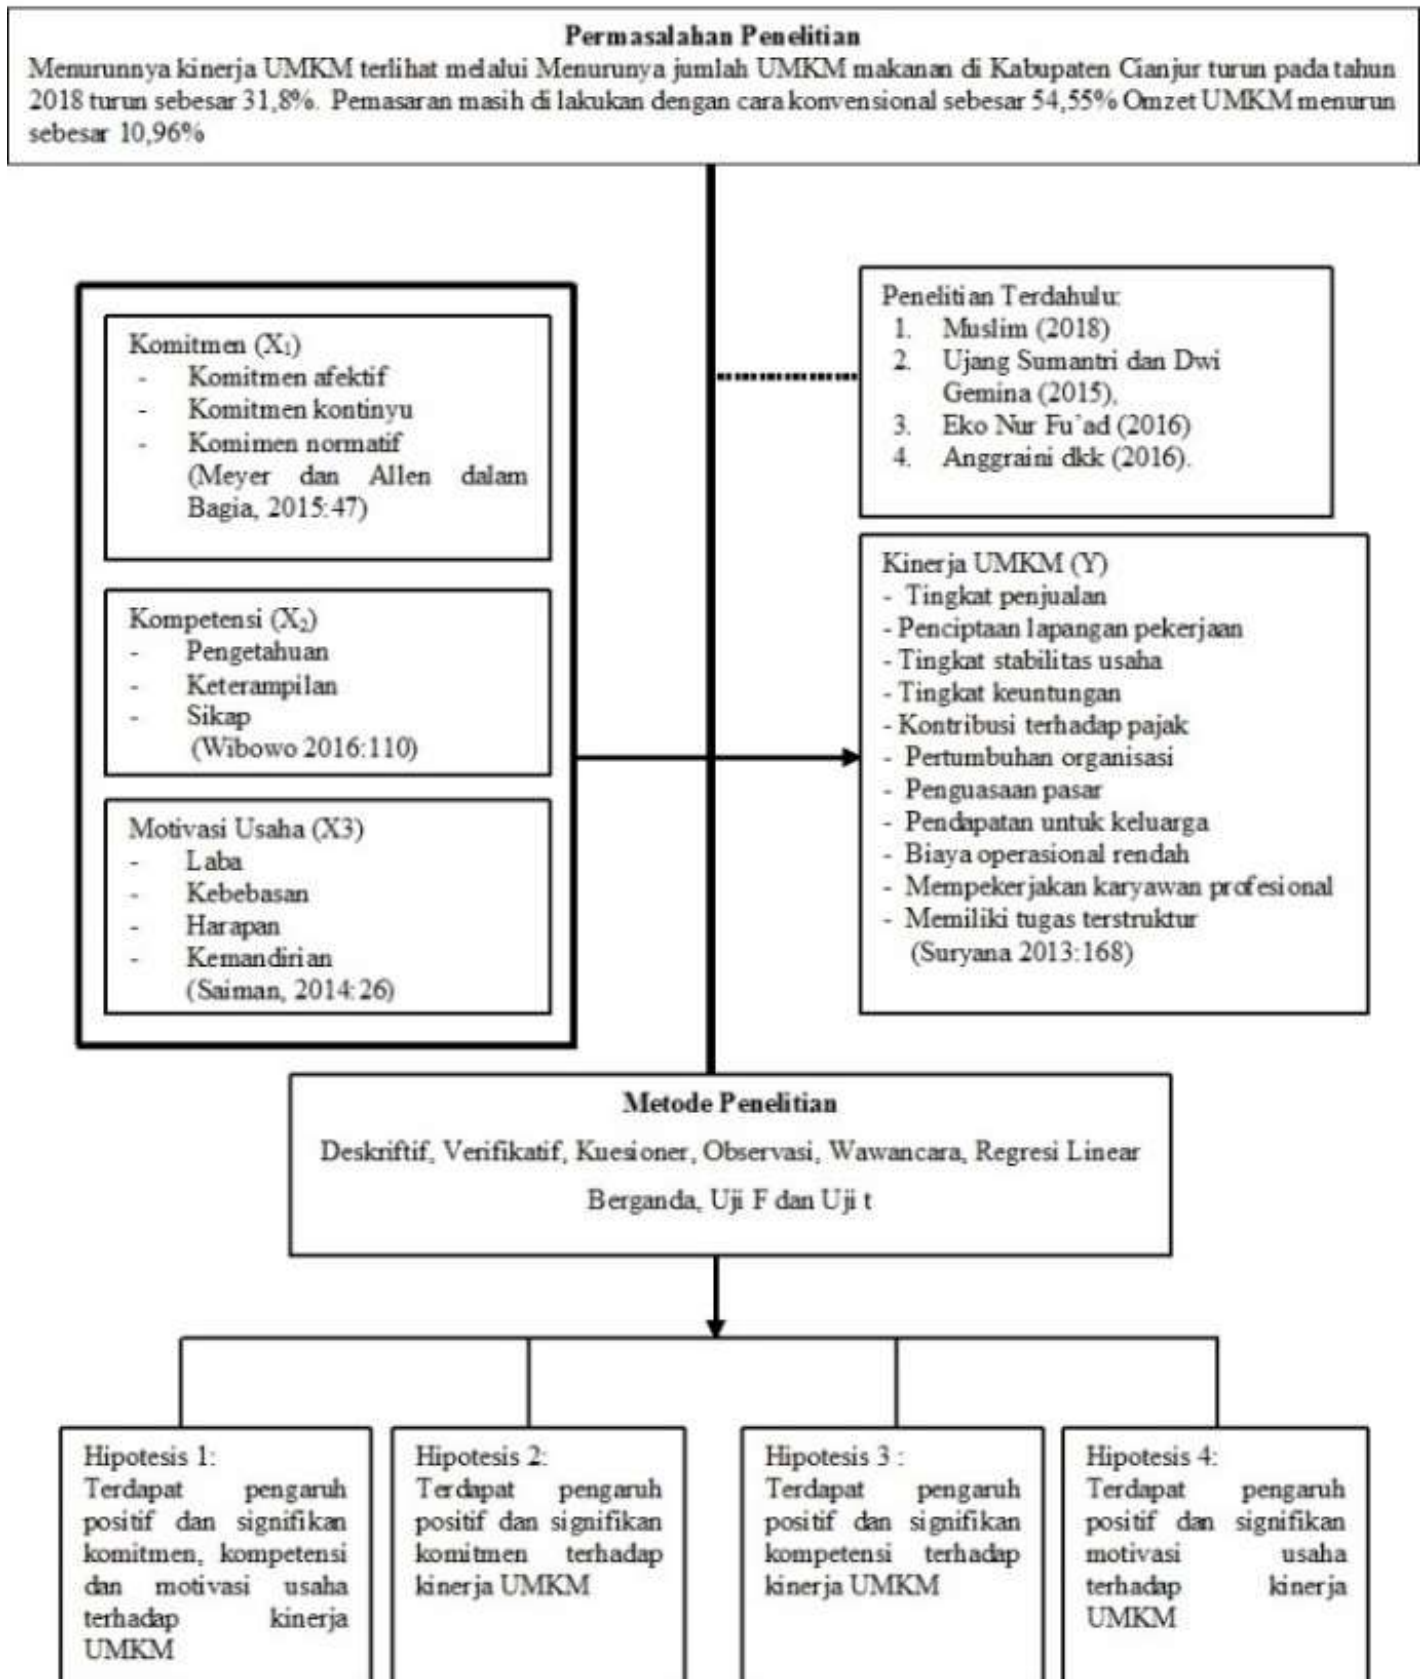 Permasalahan Penelitian
Menurunnya kinerja UMKM terlihat melalui Menurunya jumlah UMKM makanan di Kabupaten Cianjur turun pada tahun
2018 turun sebesar 31,8%. Pemasaran masih di lakukan dengan cara konvensional sebesar 54,55% Omzet UMKM menurun
sebesar 10,96%
Komitmen (X₁)
- Komitmen afektif
- Komitmen kontinyu
- Komimen normatif
(Meyer dan Allen dalam
Bagia, 2015:47)
Kompetensi (X₂)
- Pengetahuan
- Keterampilan
- Sikap
(Wibowo 2016:110)
Motivasi Usaha (X3)
- Laba
- Kebebasan
- Harapan
- Kemandirian
(Saiman, 2014:26)
Penelitian Terdahulu:
1. Muslim (2018)
2. Ujang Sumantri dan Dwi
Gemina (2015),
3. Eko Nur Fu'ad (2016)
4. Anggraini dkk (2016).
Kinerja UMKM (Y)
- Tingkat penjualan
- Penciptaan lapangan pekerjaan
- Tingkat stabilitas usaha
- Tingkat keuntungan
- Kontribusi terhadap pajak
- Pertumbuhan organisasi
- Penguasaan pasar
- Pendapatan untuk keluarga
- Biaya operasional rendah
- Mempekerjakan karyawan profesional
- Memiliki tugas terstruktur
(Suryana 2013:168)
Metode Penelitian
Deskriftif, Verifikatif, Kuesioner, Observasi, Wawancara, Regresi Linear
Berganda, Uji F dan Uji t
Hipotesis 1:
Terdapat pengaruh
positif dan signifikan
komitmen, kompetensi
dan motivasi usaha
terhadap kinerja
UMKM
Hipotesis 2:
Terdapat pengaruh
positif dan signifikan
komitmen terhadap
kinerja UMKM
Hipotesis 3 :
Terdapat pengaruh
positif dan signifikan
kompetensi terhadap
kinerja UMKM
Hipotesis 4:
Terdapat pengaruh
positif dan signifikan
motivasi usaha
terhadap kinerja
UMKM